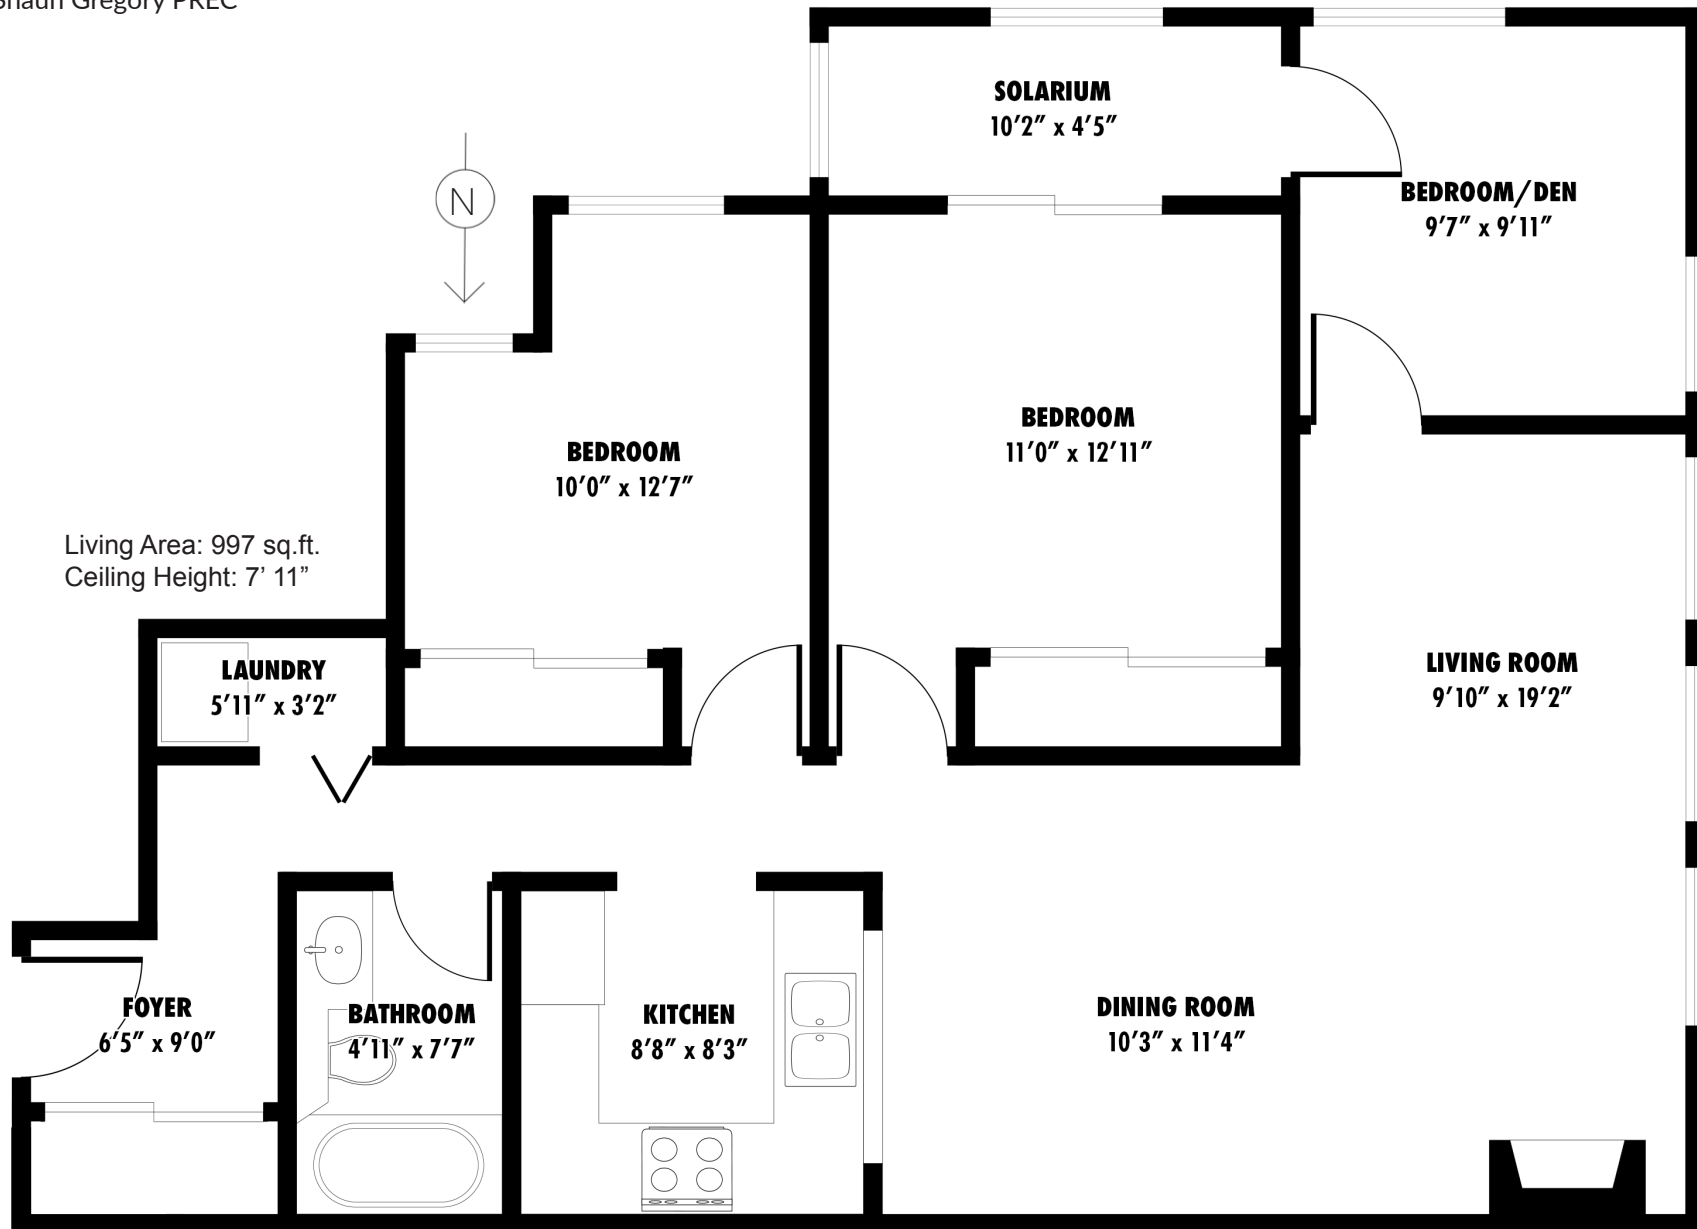 Shaun Gregory PREC
SOLARIUM
10'2" x 4'5"
N
BEDROOM/DEN
9'7" x 9'11"
BEDROOM
11'0" x 12'11"
BEDROOM
10'0" x 12'7"
Living Area: 997 sq.ft.
Ceiling Height: 7' 11"
LAUNDRY
5'11" x 3'2"
LIVING ROOM
9'10" x 19'2"
FOYER
6'5" x 9'0"
BATHROOM
4'11" x 7'7"
KITCHEN
8'8" x 8'3"
DINING ROOM
10'3" x 11'4"